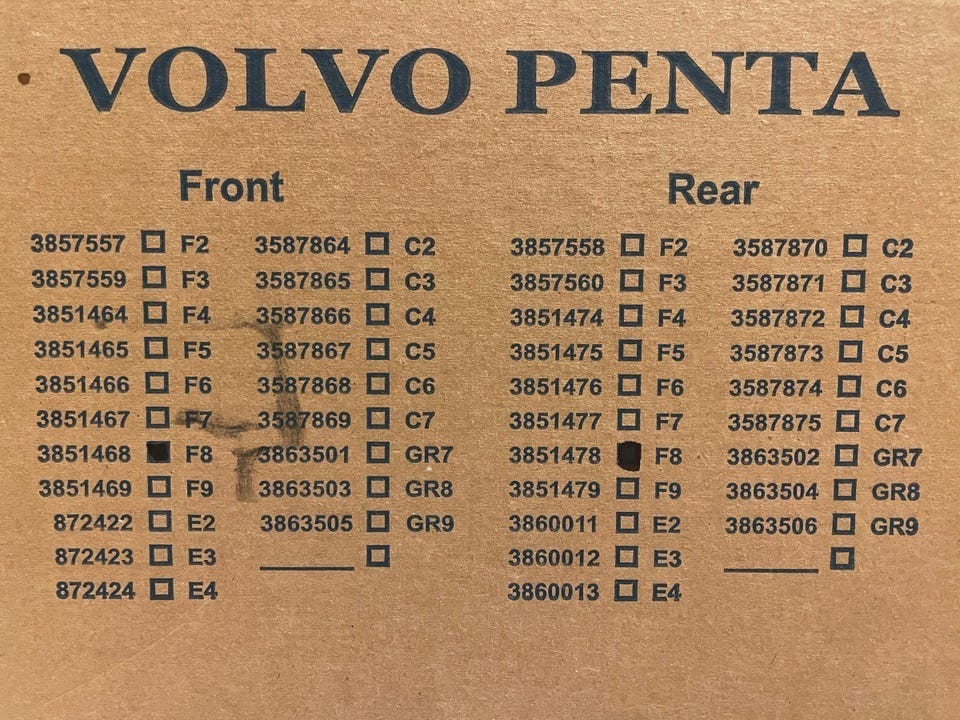 VOLVO PENTA
Front
3857557 □ F2 3587864 □ C2
3857559 □ F3 3587865 □ C3
3851464 □ F4 3587866 □ C4
3851465 □ F5 3587867 □ C5
3851466 □ F6 3587868 □ C6
3851467 □ F7 3587869 □ C7
3851468 ■ F8 3863501 □ GR7
3851469 □ F9 3863503 □ GR8
872422 □ E2 3863505 □ GR9
872423 □ E3 ________ □
872424 □ E4
Rear
3857558 □ F2 3587870 □ C2
3857560 □ F3 3587871 □ C3
3851474 □ F4 3587872 □ C4
3851475 □ F5 3587873 □ C5
3851476 □ F6 3587874 □ C6
3851477 □ F7 3587875 □ C7
3851478 ■ F8 3863502 □ GR7
3851479 □ F9 3863504 □ GR8
3860011 □ E2 3863506 □ GR9
3860012 □ E3 ________ □
3860013 □ E4